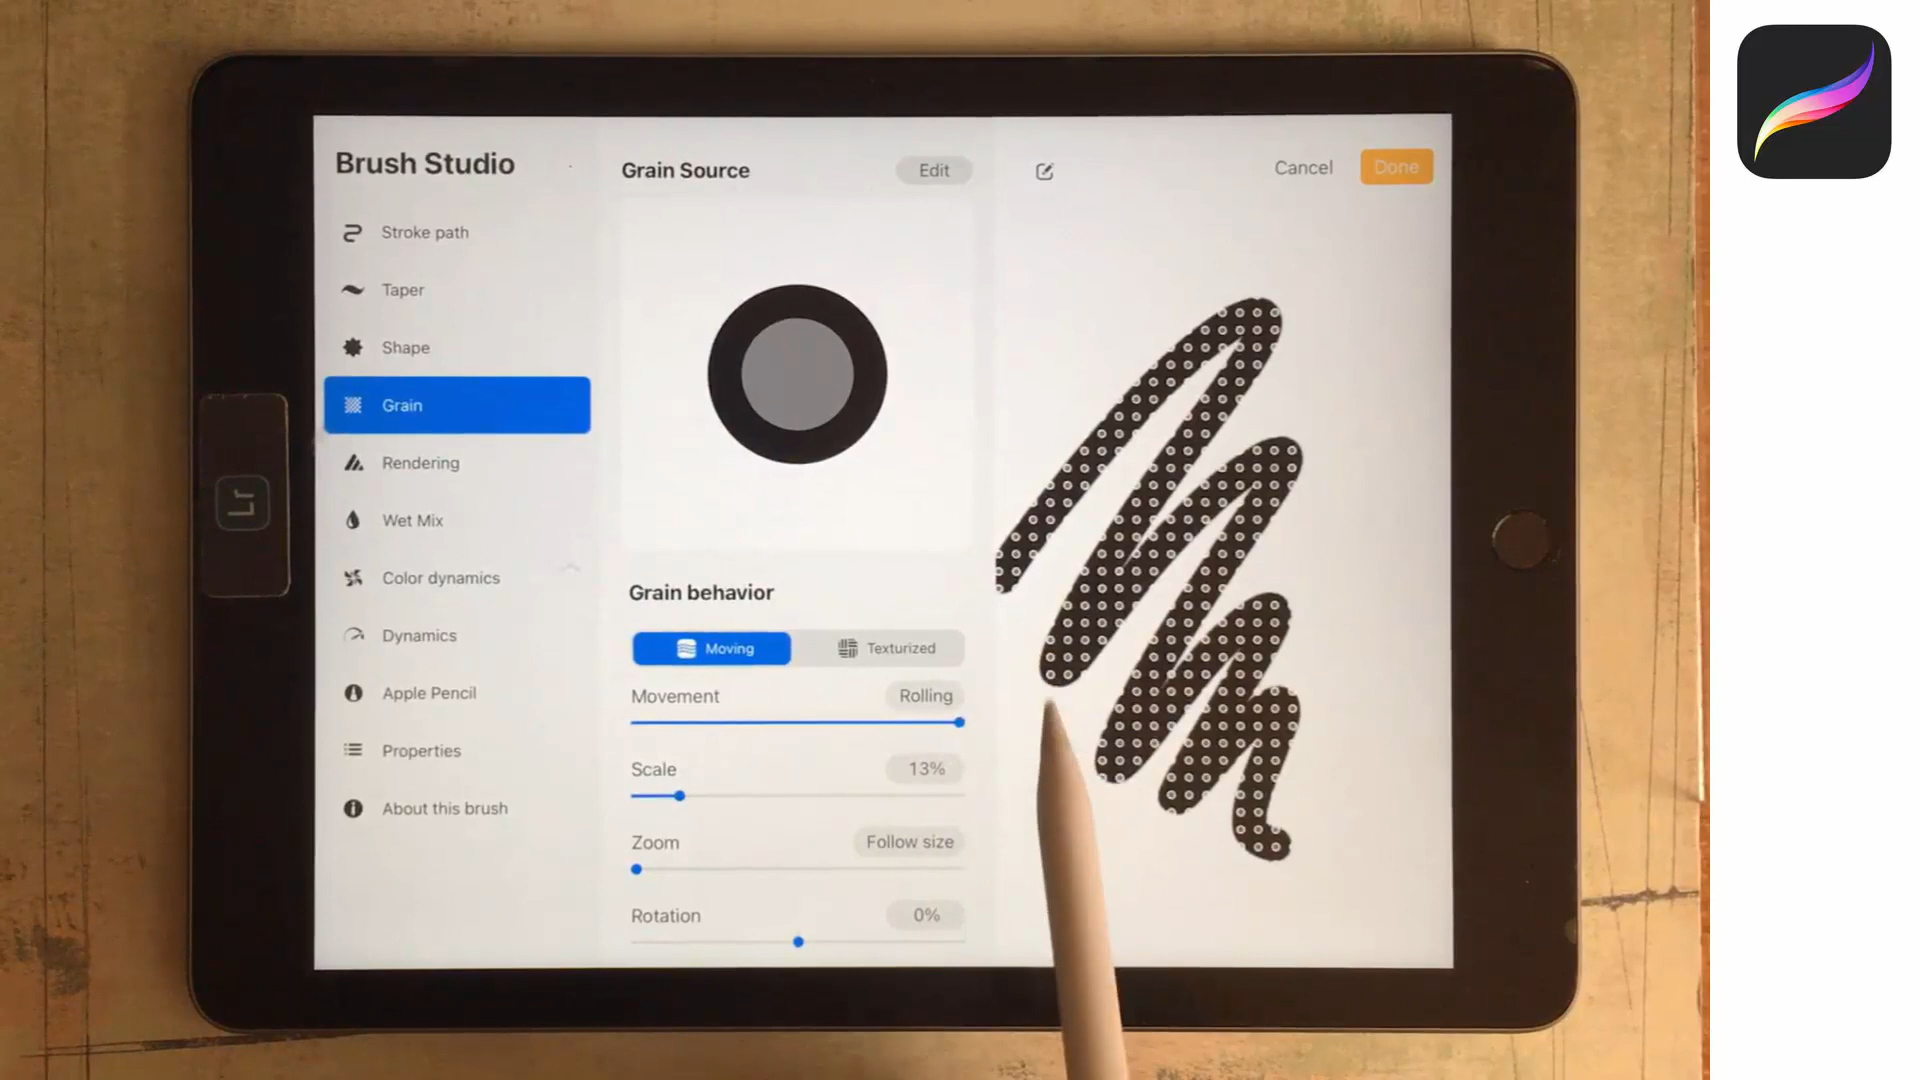 Brush Studio
Stroke path
Taper
Shape
Grain
Rendering
Wet Mix
Color dynamics
Dynamics
Apple Pencil
Properties
About this brush
Grain Source
Edit
Grain behavior
Moving
Texturized
Movement
Rolling
Scale
13%
Zoom
Follow size
Rotation
0%
Cancel
Done
Lr